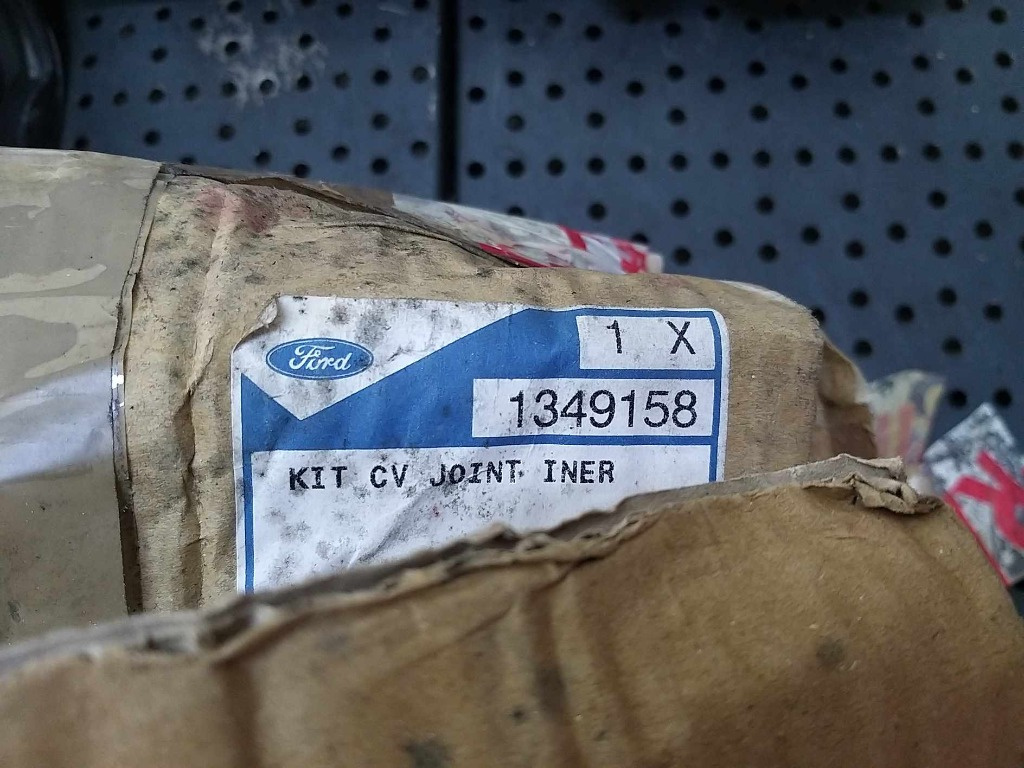 Ford
1 X
1349158
KIT CV JOINT INER